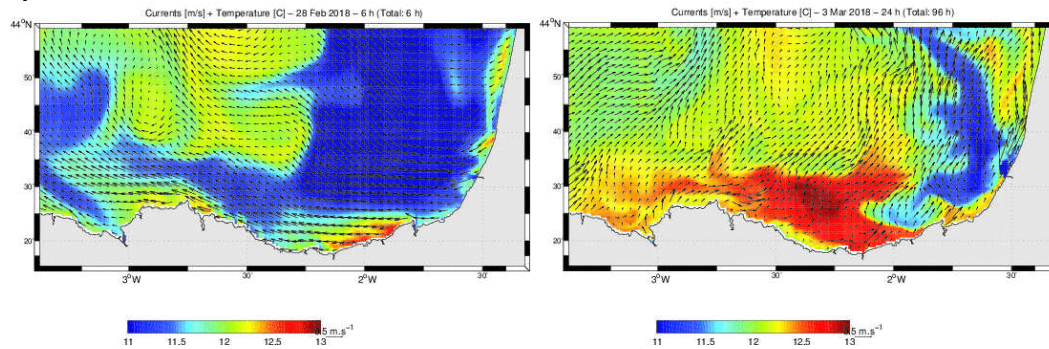 Currents [m/s] + Temperature [C] – 28 Feb 2018 – 6 h (Total: 6 h)
44°N
50
40
30
20
3°W
30'
2°W
30'
.5 m.s⁻¹
11
11.5
12
12.5
13
Currents [m/s] + Temperature [C] – 3 Mar 2018 – 24 h (Total: 96 h)
44°N
50
40
30
20
3°W
30'
2°W
30'
.5 m.s⁻¹
11
11.5
12
12.5
13